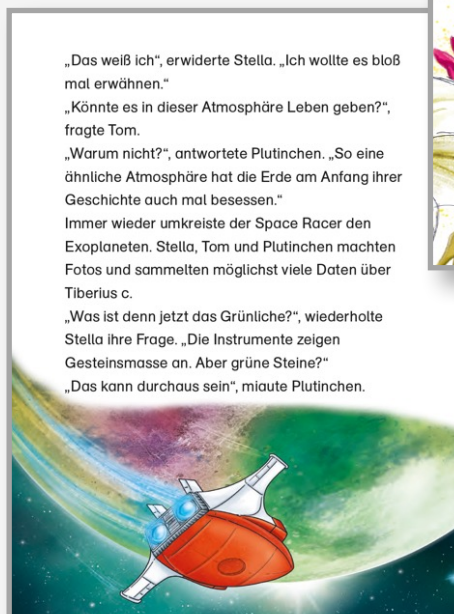 „Das weiß ich“, erwiderte Stella. „Ich wollte es bloß
mal erwähnen.“
„Könnte es in dieser Atmosphäre Leben geben?“,
fragte Tom.
„Warum nicht?“, antwortete Plutinchen. „So eine
ähnliche Atmosphäre hat die Erde am Anfang ihrer
Geschichte auch mal besessen.“
Immer wieder umkreiste der Space Racer den
Exoplaneten. Stella, Tom und Plutinchen machten
Fotos und sammelten möglichst viele Daten über
Tiberius c.
„Was ist denn jetzt das Grünliche?“, wiederholte
Stella ihre Frage. „Die Instrumente zeigen
Gesteinsmasse an. Aber grüne Steine?“
„Das kann durchaus sein“, miaute Plutinchen.